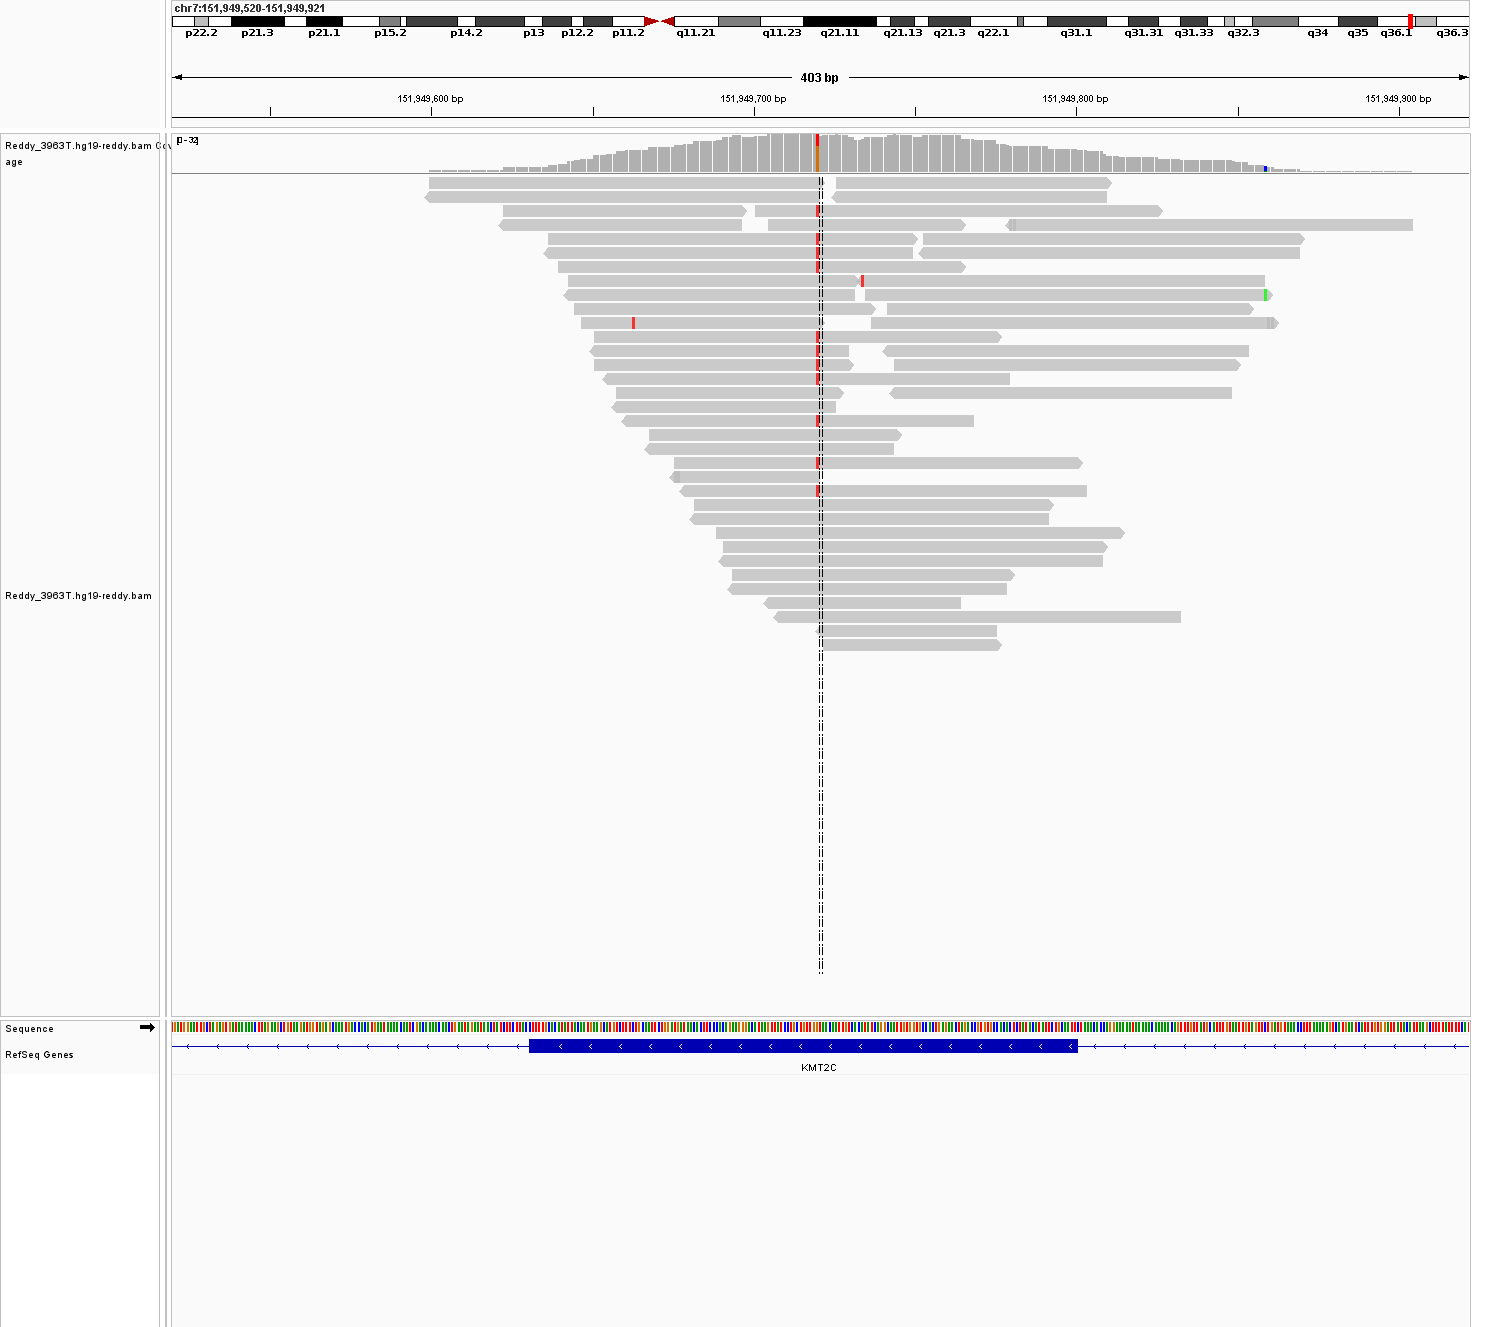 chr7:151,949,520-151,949,921
p22.2 p21.3 p21.1 p15.2 p14.2 p13 p12.2 p11.2 q11.21 q11.23 q21.11 q21.13 q21.3 q22.1 q31.1 q31.31 q31.33 q32.3 q34 q35 q36.1 q36.3
403 bp
151,949,600 bp 151,949,700 bp 151,949,800 bp 151,949,900 bp
Reddy_3963T.hg19-reddy.bam Cov
age
[0 - 32]
Reddy_3963T.hg19-reddy.bam
Sequence
RefSeq Genes
KMT2C